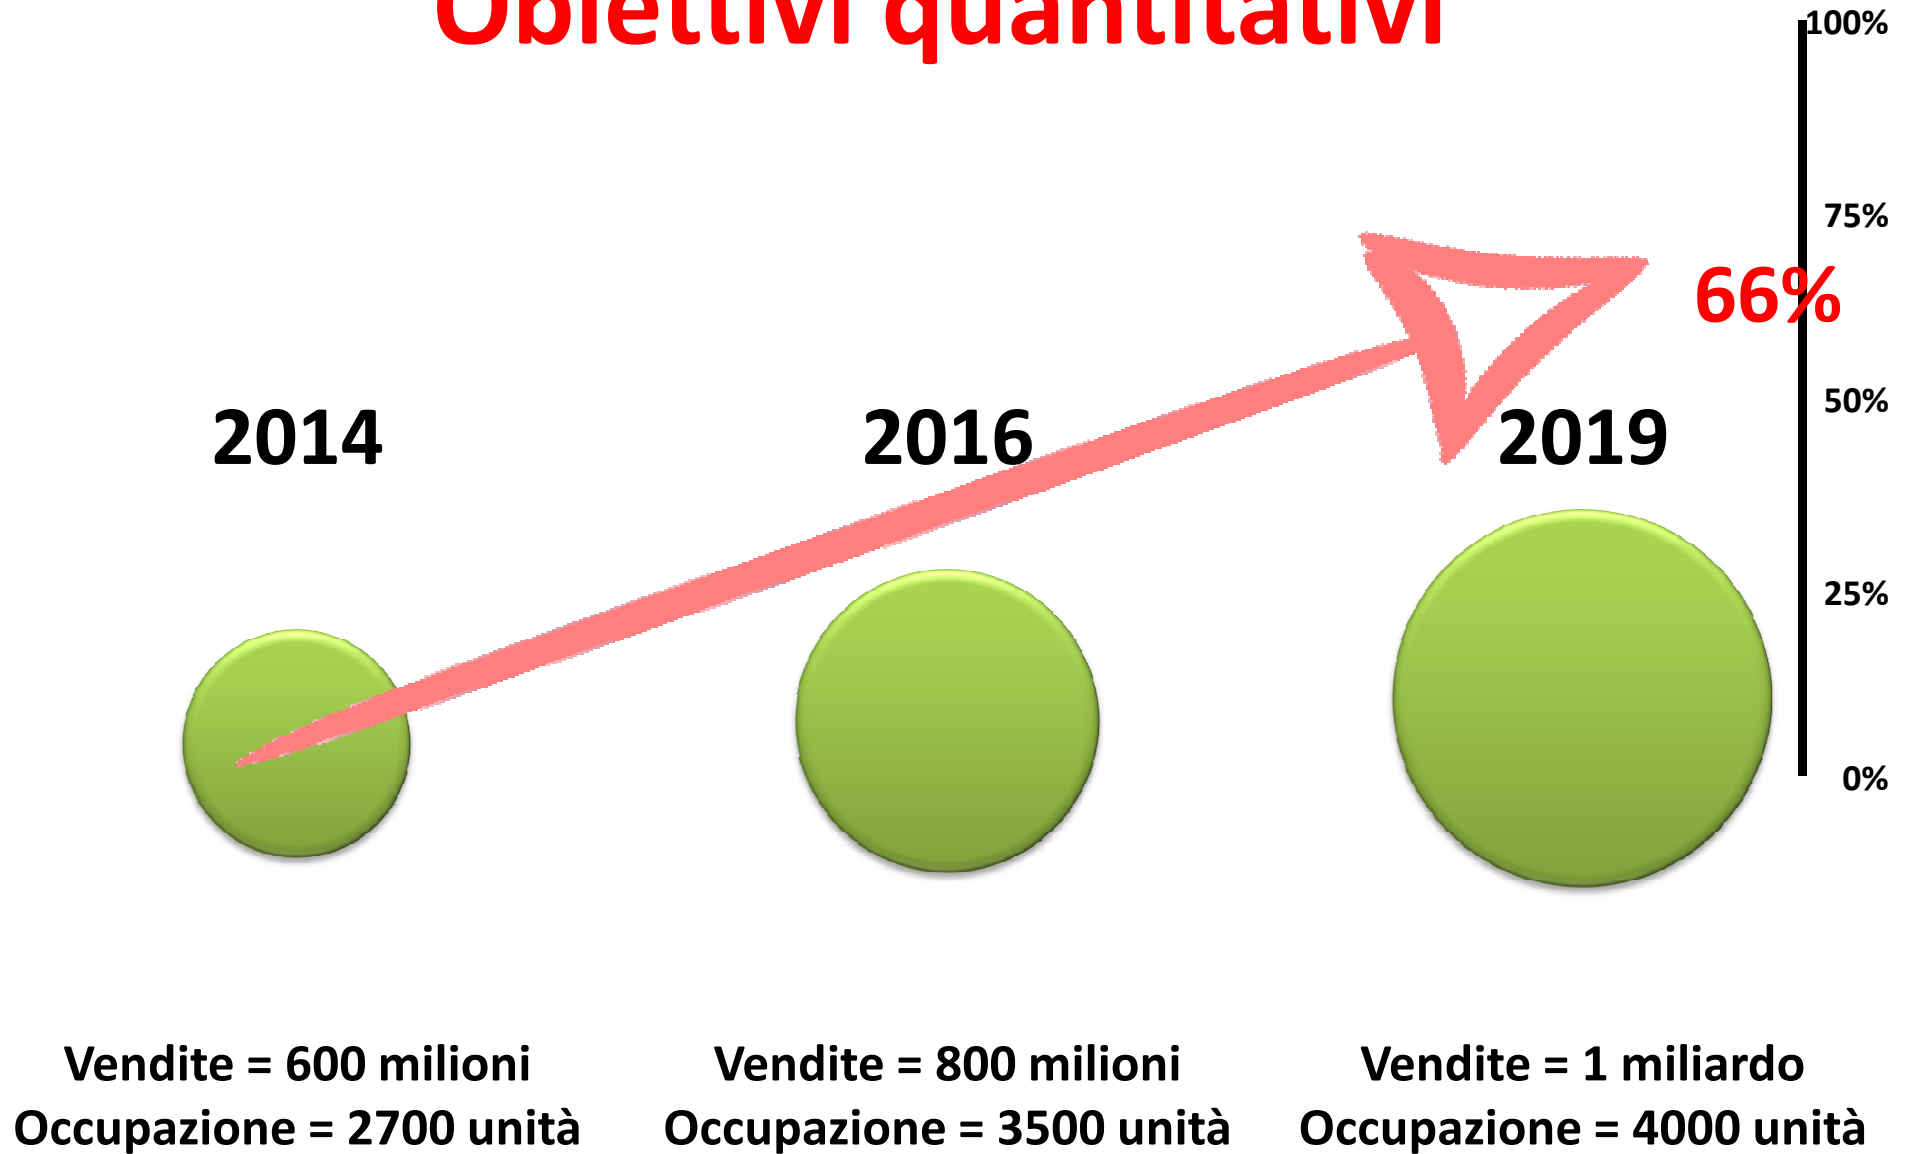 Obiettivi quantitativi
100%
75%
66%
50%
2014
2016
2019
25%
0%
Vendite = 600 milioni
Occupazione = 2700 unità
Vendite = 800 milioni
Occupazione = 3500 unità
Vendite = 1 miliardo
Occupazione = 4000 unità